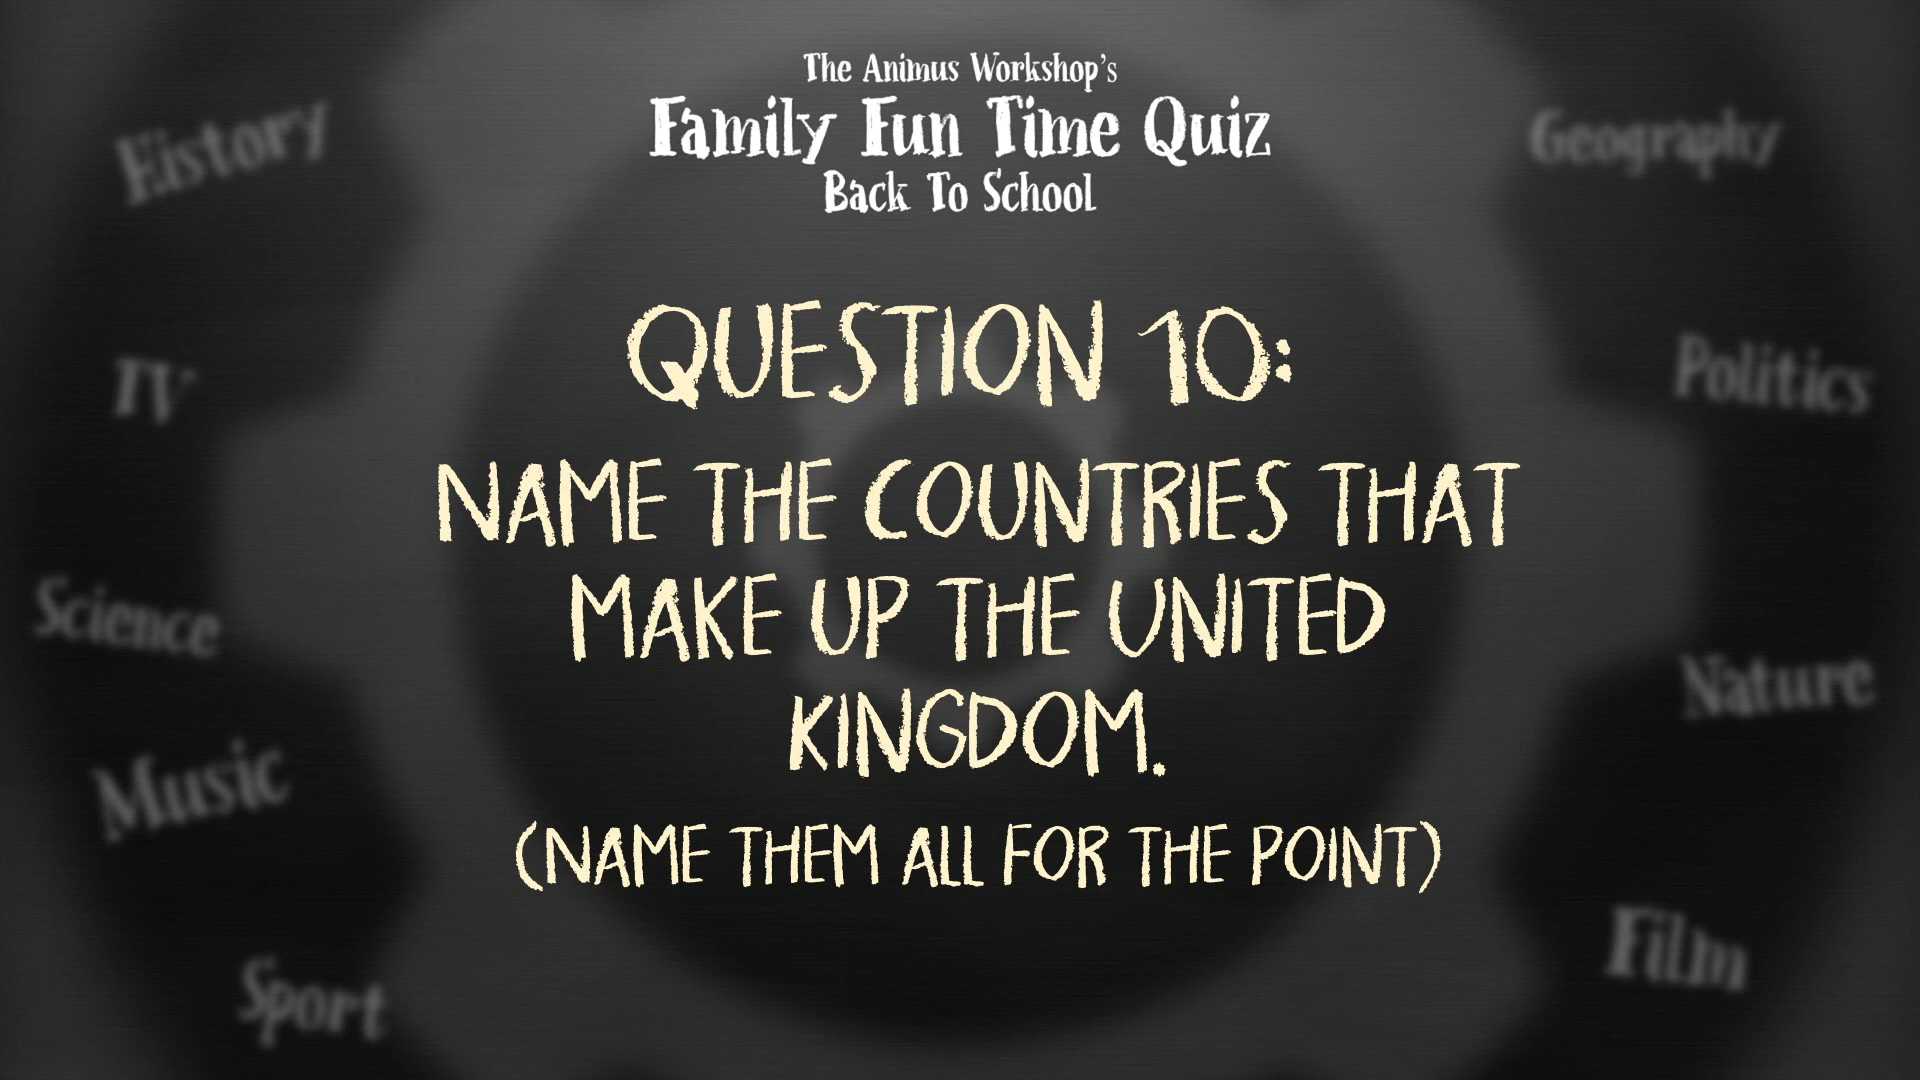 The Animus Workshop's
Family Fun Time Quiz
Back To School
History
Geography
QUESTION 10:
TV
Politics
NAME THE COUNTRIES THAT
MAKE UP THE UNITED
KINGDOM.
Science
Nature
Music
(NAME THEM ALL FOR THE POINT)
Film
Sport